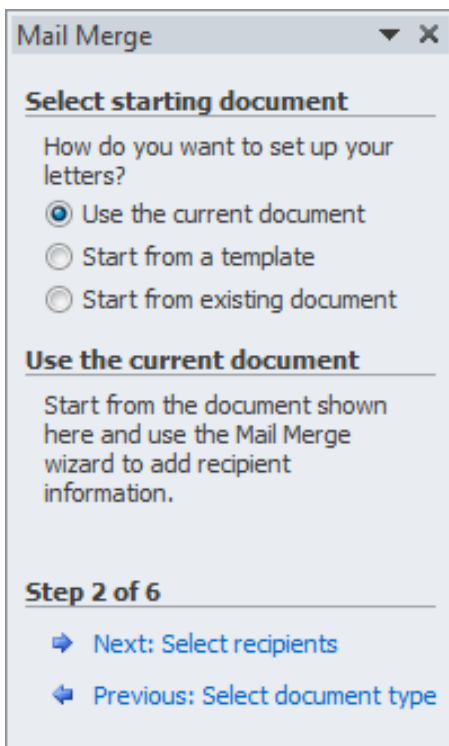 Mail Merge
Select starting document
How do you want to set up your
letters?
Use the current document
Start from a template
Start from existing document
Use the current document
Start from the document shown
here and use the Mail Merge
wizard to add recipient
information.
Step 2 of 6
Next: Select recipients
Previous: Select document type